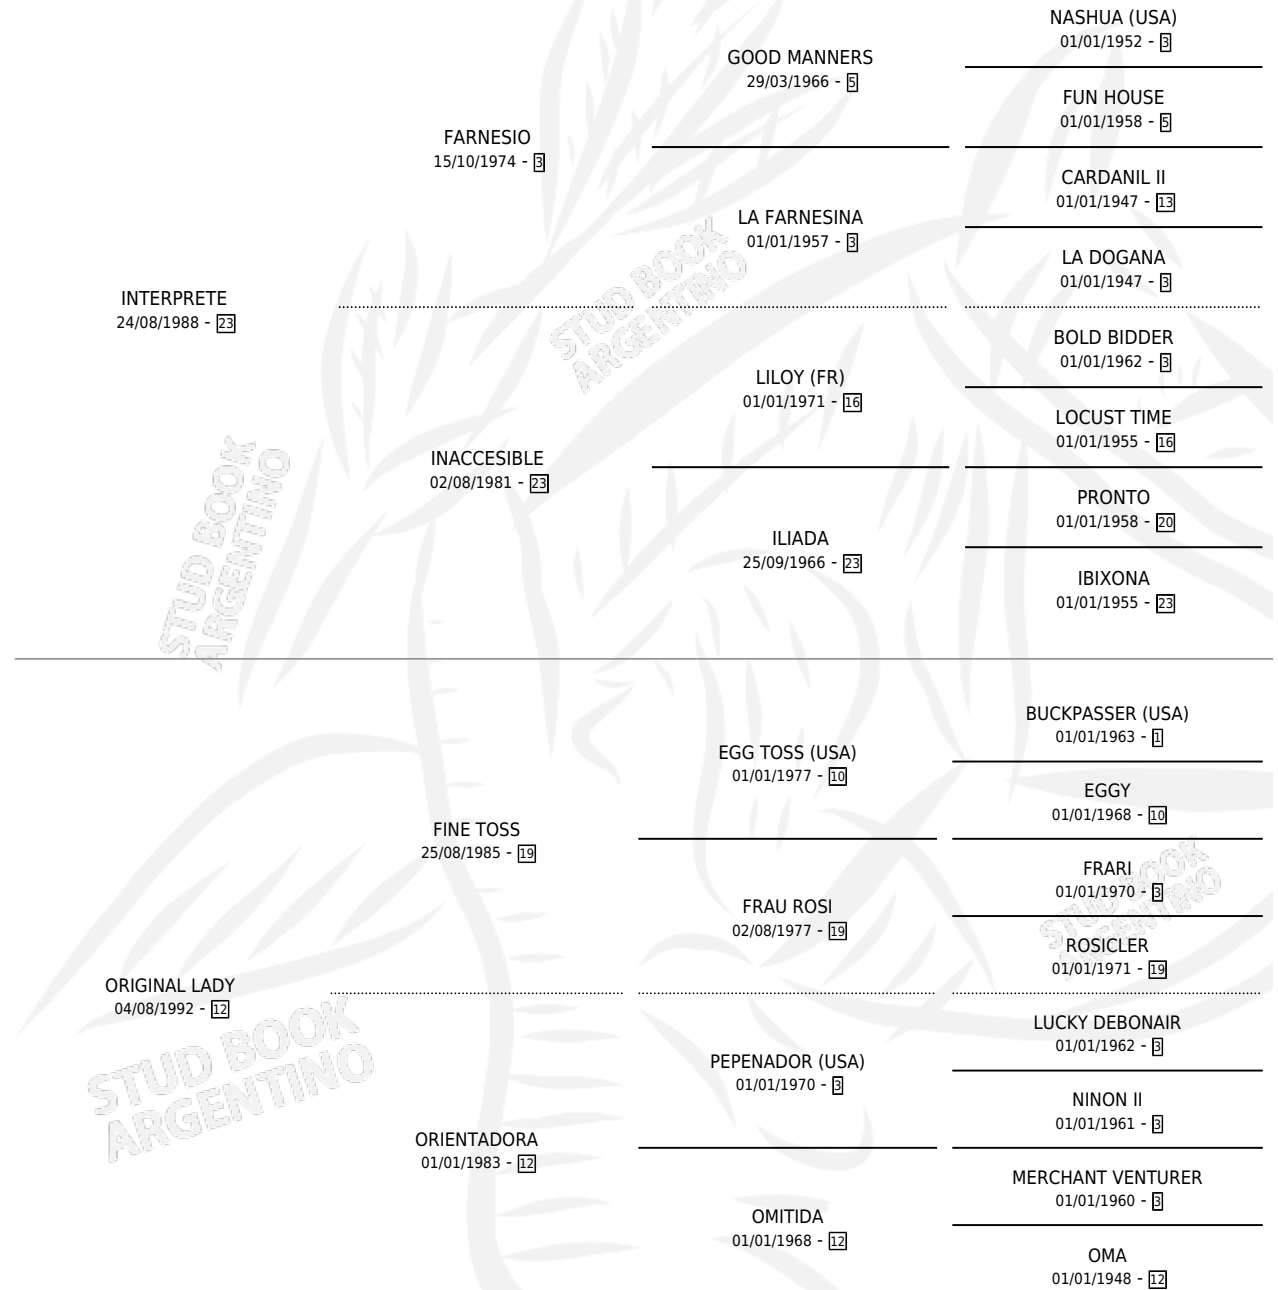 NASHUA (USA)
01/01/1952 - 3
GOOD MANNERS
29/03/1966 - 5
FUN HOUSE
01/01/1958 - 5
FARNESIO
15/10/1974 - 3
CARDANIL II
01/01/1947 - 13
LA FARNESINA
01/01/1957 - 3
LA DOGANA
01/01/1947 - 3
INTERPRETE
24/08/1988 - 23
BOLD BIDDER
01/01/1962 - 3
LILOY (FR)
01/01/1971 - 16
LOCUST TIME
01/01/1955 - 16
INACCESIBLE
02/08/1981 - 23
PRONTO
01/01/1958 - 20
ILIADA
25/09/1966 - 23
IBIXONA
01/01/1955 - 23
STUD BOOK
ARGENTINO
STUD BOOK
ARGENTINO
BUCKPASSER (USA)
01/01/1963 - 1
EGG TOSS (USA)
01/01/1977 - 10
EGGY
01/01/1968 - 10
FINE TOSS
25/08/1985 - 19
FRARI
01/01/1970 - 3
FRAU ROSI
02/08/1977 - 19
ROSICLER
01/01/1971 - 19
STUD BOOK
ARGENTINO
ORIGINAL LADY
04/08/1992 - 12
LUCKY DEBONAIR
01/01/1962 - 3
PEPENADOR (USA)
01/01/1970 - 3
NINON II
01/01/1961 - 3
ORIENTADORA
01/01/1983 - 12
MERCHANT VENTURER
01/01/1960 - 3
OMITIDA
01/01/1968 - 12
OMA
01/01/1948 - 12
STUD BOOK
ARGENTINO